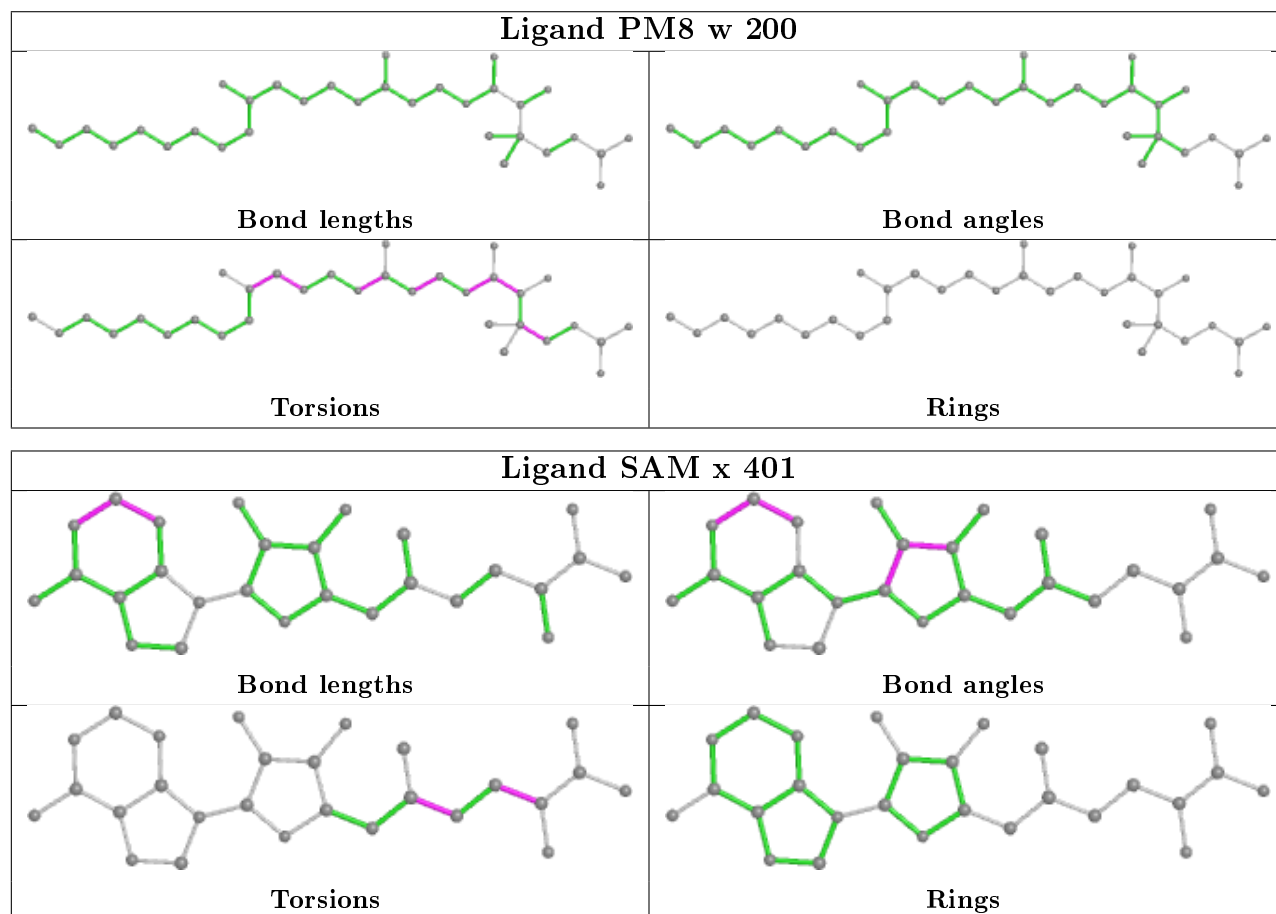 Ligand PM8 w 200
Bond lengths
Bond angles
Torsions
Rings
Ligand SAM x 401
Bond lengths
Bond angles
Torsions
Rings